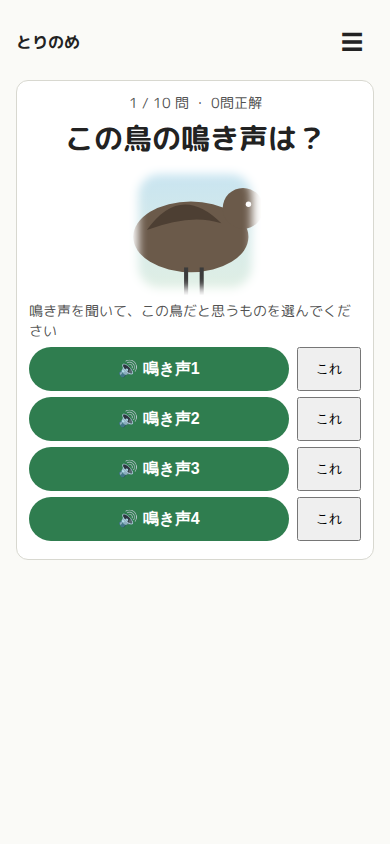 とりのめ
1 / 10 問 · 0問正解
この鳥の鳴き声は？
鳴き声を聞いて、この鳥だと思うものを選んでくだ
さい
🔊 鳴き声1
これ
🔊 鳴き声2
これ
🔊 鳴き声3
これ
🔊 鳴き声4
これ